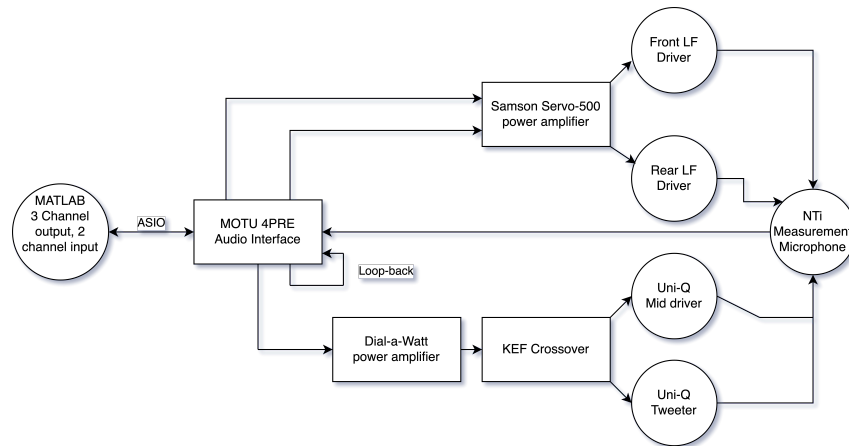 Front LF
Driver
Samson Servo-500
power amplifier
Rear LF
Driver
MATLAB
3 Channel
output, 2
channel input
ASIO
MOTU 4PRE
Audio Interface
NTi
Measurement
Microphone
Loop-back
Uni-Q
Mid driver
Dial-a-Watt
power amplifier
KEF Crossover
Uni-Q
Tweeter